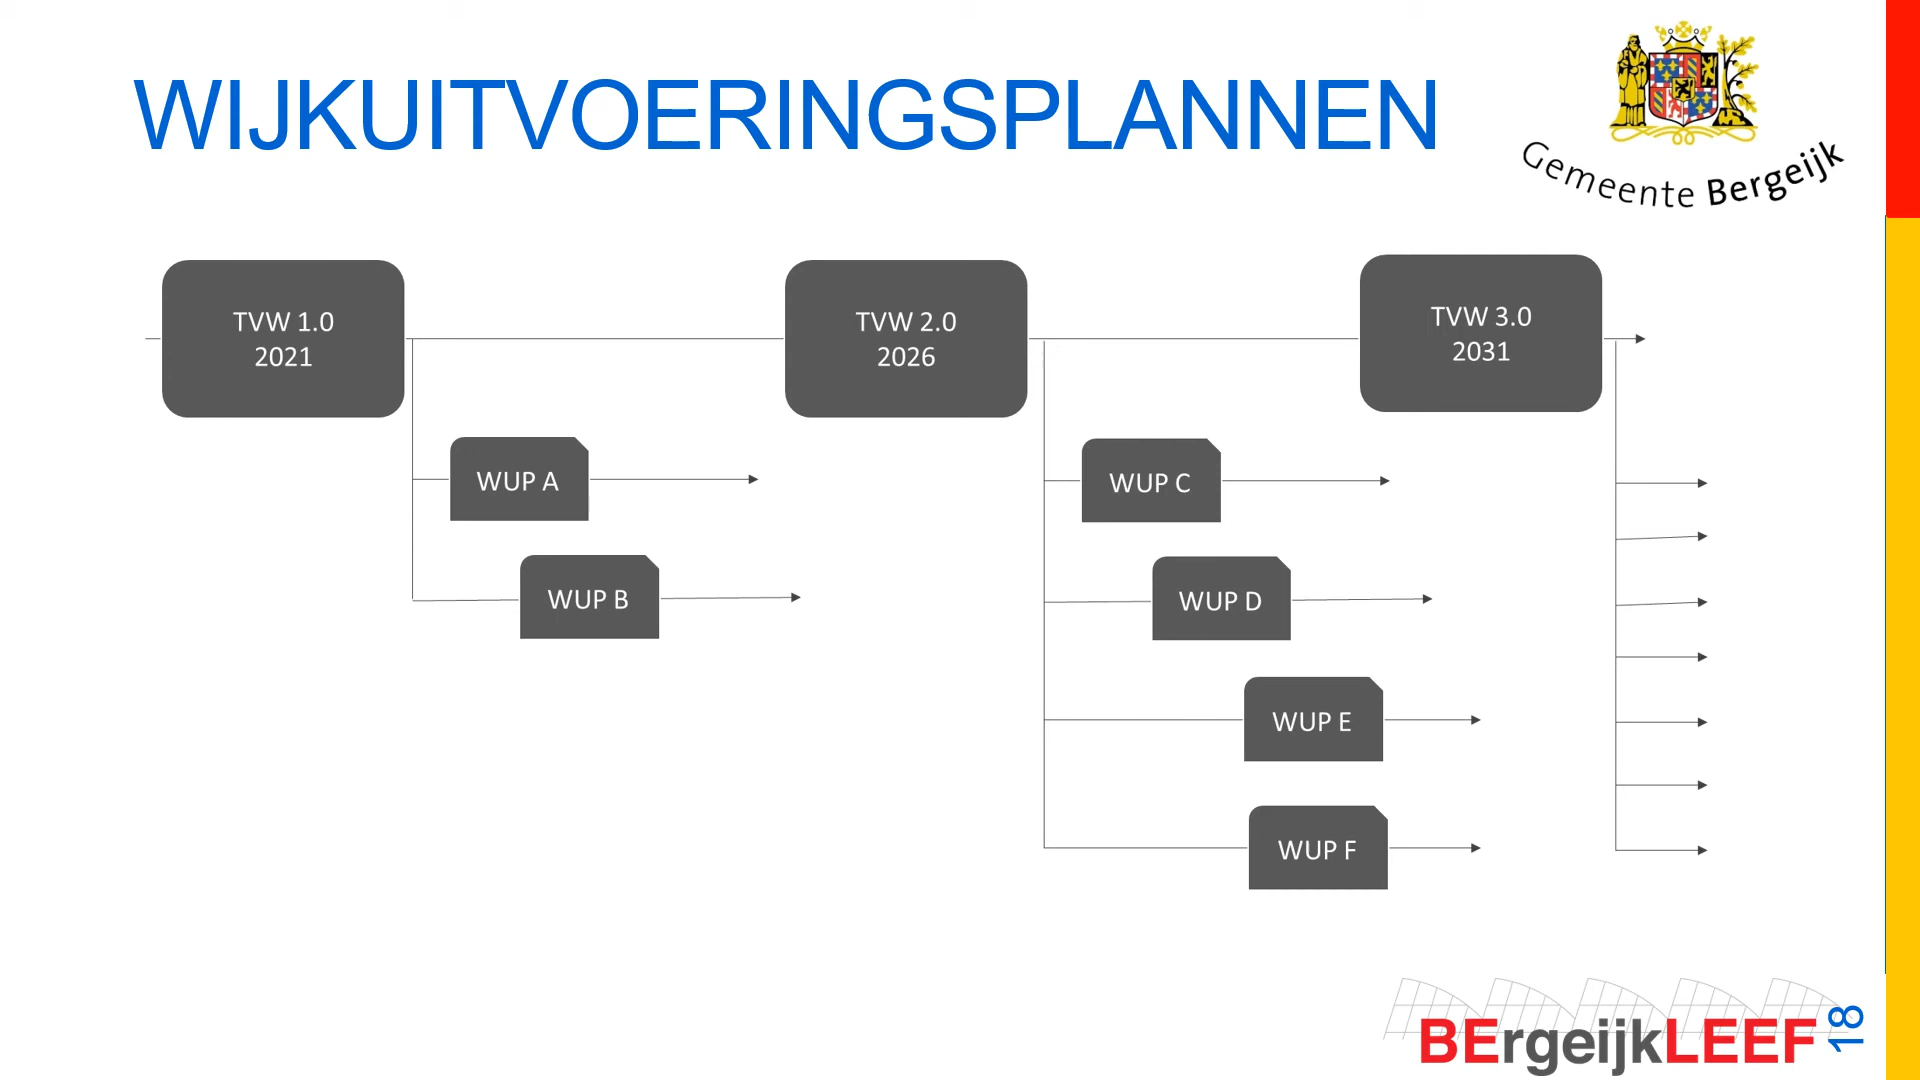 WIJKUITVOERINGSPLANNEN
Gemeente Bergeijk
TVW 1.0
2021
TVW 2.0
2026
TVW 3.0
2031
WUP A
WUP B
WUP C
WUP D
WUP E
WUP F
BErgeijkLEEF
18